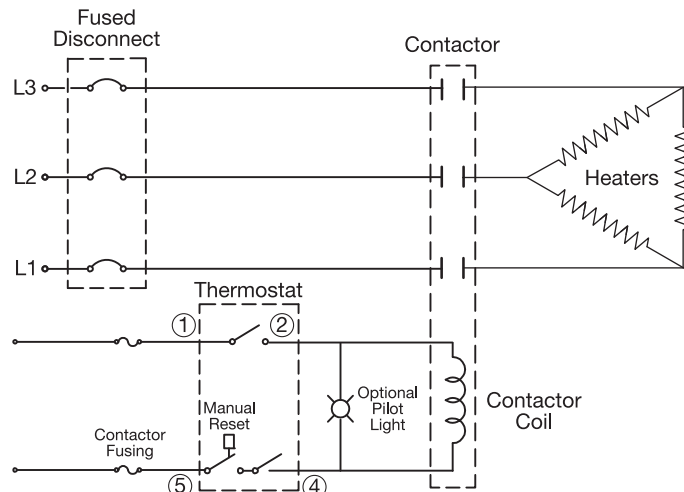 Fused
Disconnect
Contactor
L3
L2
Heaters
L1
Thermostat
1
2
Manual
Reset
Optional
Pilot
Light
Contactor
Coil
Contactor
Fusing
5
4